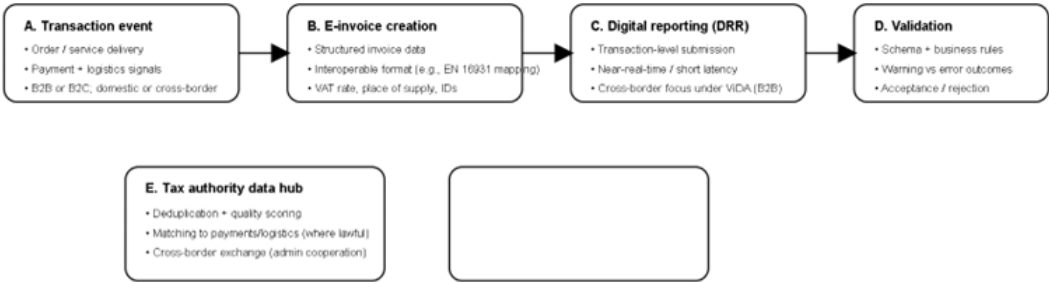 A. Transaction event
• Order / service delivery
• Payment + logistics signals
• B2B or B2C; domestic or cross-border
B. E-invoice creation
• Structured invoice data
• Interoperable format (e.g., EN 16931 mapping)
• VAT rate, place of supply, IDs
C. Digital reporting (DRR)
• Transaction-level submission
• Near-real-time / short latency
• Cross-border focus under ViDA (B2B)
D. Validation
• Schema + business rules
• Warning vs error outcomes
• Acceptance / rejection
E. Tax authority data hub
• Deduplication + quality scoring
• Matching to payments/logistics (where lawful)
• Cross-border exchange (admin cooperation)